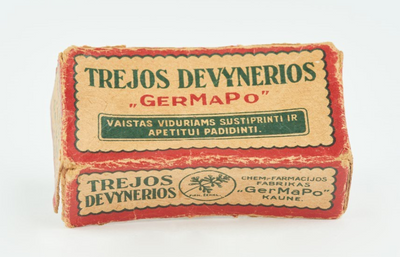 TREJOS DEVYNERIOS
„GERMAPO"
VAISTAS VIDURIAMS SUSTIPRINTI IR
APETITUI PADIDINTI.
TREJOS
DEVYNERIOS
CHEM.-FARMACIJOS
FABRIKAS
„GerMaPo"
KAUNE.